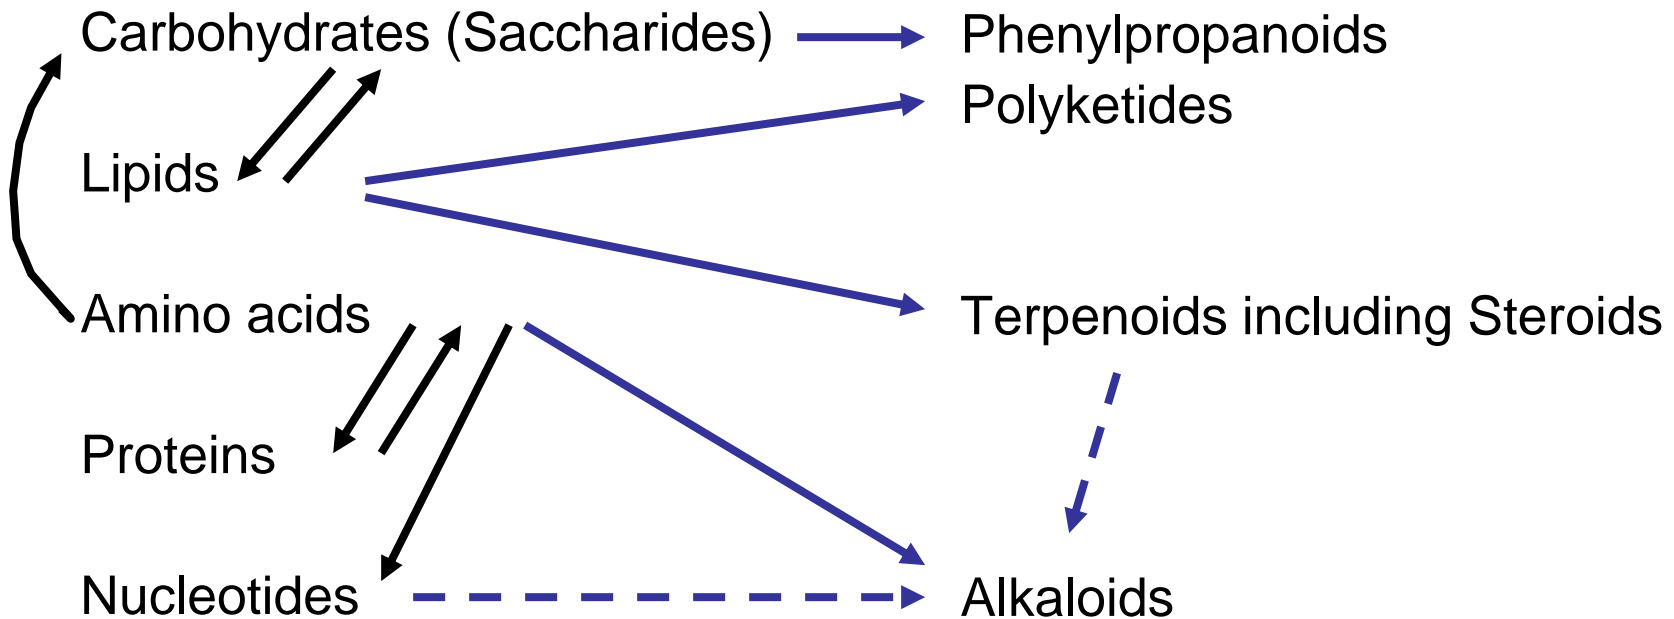 Carbohydrates (Saccharides)
Phenylpropanoids
Polyketides
Lipids
Amino acids
Terpenoids including Steroids
Proteins
Nucleotides
Alkaloids